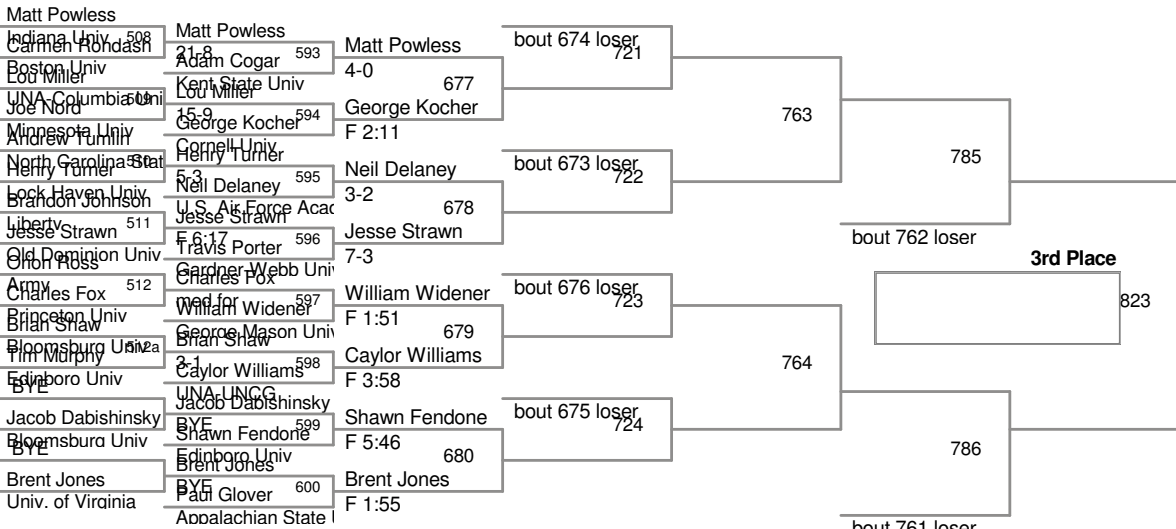 Matt Powless
Indiana Univ 508
Carmen Rondash
Boston Univ
Lou Miller
UNA-Columbia Uni 509
Joe Nord
Minnesota Univ
Andrew Tumlin
North Carolina Stat 510
Henry Turner
Lock Haven Univ
Brandon Johnson
Liberty 511
Jesse Strawn
Old Dominion Univ
Orion Ross
Army 512
Charles Fox
Princeton Univ
Brian Shaw
Bloomsburg Univ 512a
Tim Murphy
Edinboro Univ
BYE
Jacob Dabishinsky
Bloomsburg Univ
BYE
Brent Jones
Univ. of Virginia
Matt Powless
21-8 593
Adam Cogar
Kent State Univ
Lou Miller
15-9 594
George Kocher
Cornell Univ
Henry Turner
5-3 595
Neil Delaney
U.S. Air Force Acad
Jesse Strawn
F 6:17 596
Travis Porter
Gardner-Webb Univ
Charles Fox
med for 597
William Widener
George Mason Univ
Brian Shaw
3-1 598
Caylor Williams
UNA-UNCG
Jacob Dabishinsky
BYE 599
Shawn Fendone
Edinboro Univ
Brent Jones
BYE 600
Paul Glover
Appalachian State
Matt Powless
4-0
677
George Kocher
F 2:11
Neil Delaney
3-2
678
Jesse Strawn
7-3
William Widener
F 1:51
679
Caylor Williams
F 3:58
Shawn Fendone
F 5:46
680
Brent Jones
F 1:55
bout 674 loser
721
bout 673 loser
722
bout 676 loser
723
bout 675 loser
724
763
764
785
bout 762 loser
3rd Place
823
786
bout 761 loser